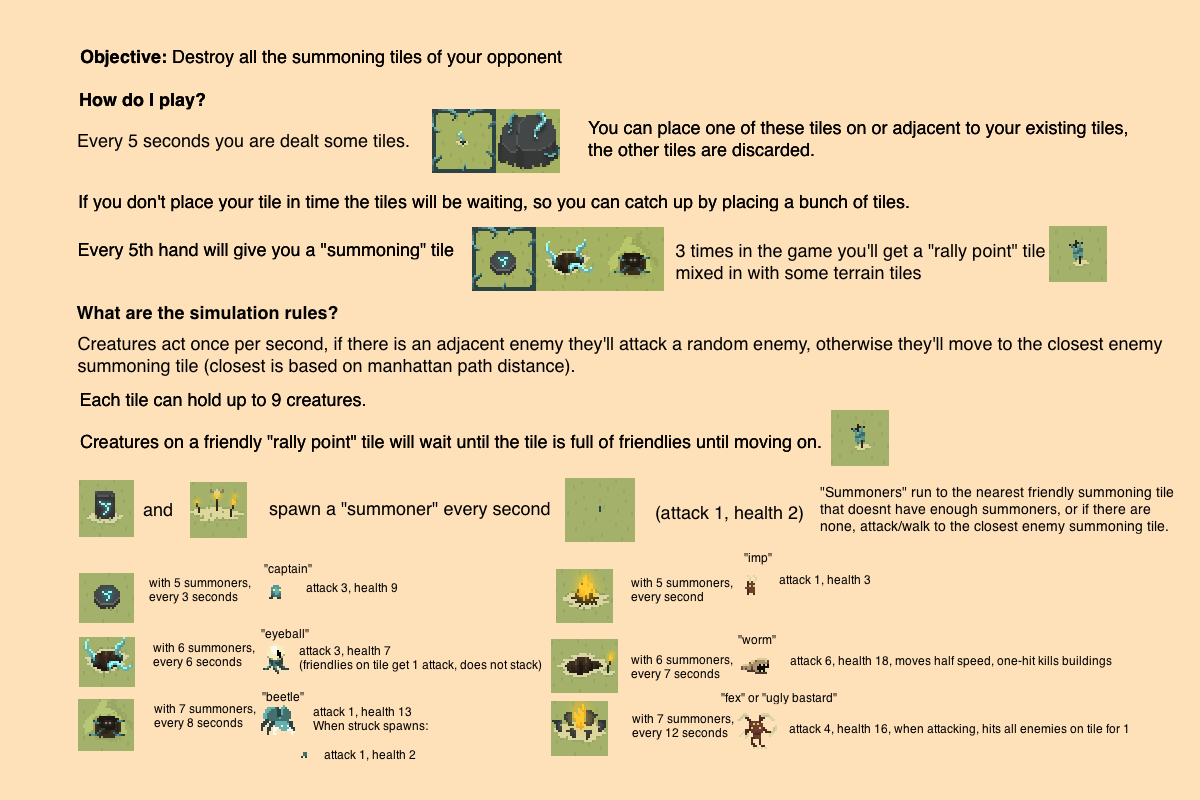 Objective: Destroy all the summoning tiles of your opponent
How do I play?
Every 5 seconds you are dealt some tiles.
You can place one of these tiles on or adjacent to your existing tiles,
the other tiles are discarded.
If you don't place your tile in time the tiles will be waiting, so you can catch up by placing a bunch of tiles.
Every 5th hand will give you a "summoning" tile
3 times in the game you'll get a "rally point" tile
mixed in with some terrain tiles
What are the simulation rules?
Creatures act once per second, if there is an adjacent enemy they'll attack a random enemy, otherwise they'll move to the closest enemy
summoning tile (closest is based on manhattan path distance).
Each tile can hold up to 9 creatures.
Creatures on a friendly "rally point" tile will wait until the tile is full of friendlies until moving on.
and
spawn a "summoner" every second
(attack 1, health 2)
"Summoners" run to the nearest friendly summoning tile
that doesnt have enough summoners, or if there are
none, attack/walk to the closest enemy summoning tile.
with 5 summoners,
every 3 seconds
"captain"
attack 3, health 9
with 5 summoners,
every second
"imp"
attack 1, health 3
with 6 summoners,
every 6 seconds
"eyeball"
attack 3, health 7
(friendlies on tile get 1 attack, does not stack)
with 6 summoners,
every 7 seconds
"worm"
attack 6, health 18, moves half speed, one-hit kills buildings
with 7 summoners,
every 8 seconds
"beetle"
attack 1, health 13
When struck spawns:
attack 1, health 2
with 7 summoners,
every 12 seconds
"fex" or "ugly bastard"
attack 4, health 16, when attacking, hits all enemies on tile for 1